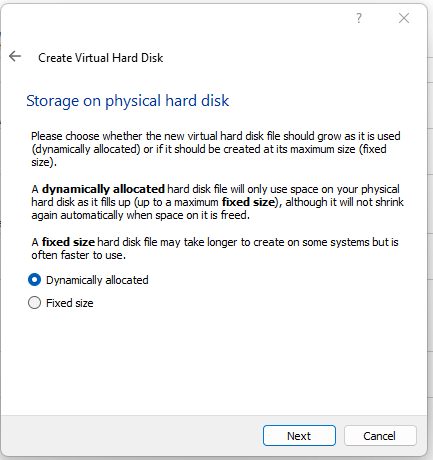 ?
Create Virtual Hard Disk
Storage on physical hard disk
Please choose whether the new virtual hard disk file should grow as it is used
(dynamically allocated) or if it should be created at its maximum size (fixed
size).
A dynamically allocated hard disk file will only use space on your physical
hard disk as it fills up (up to a maximum fixed size), although it will not shrink
again automatically when space on it is freed.
A fixed size hard disk file may take longer to create on some systems but is
often faster to use.
Dynamically allocated
Fixed size
Next Cancel